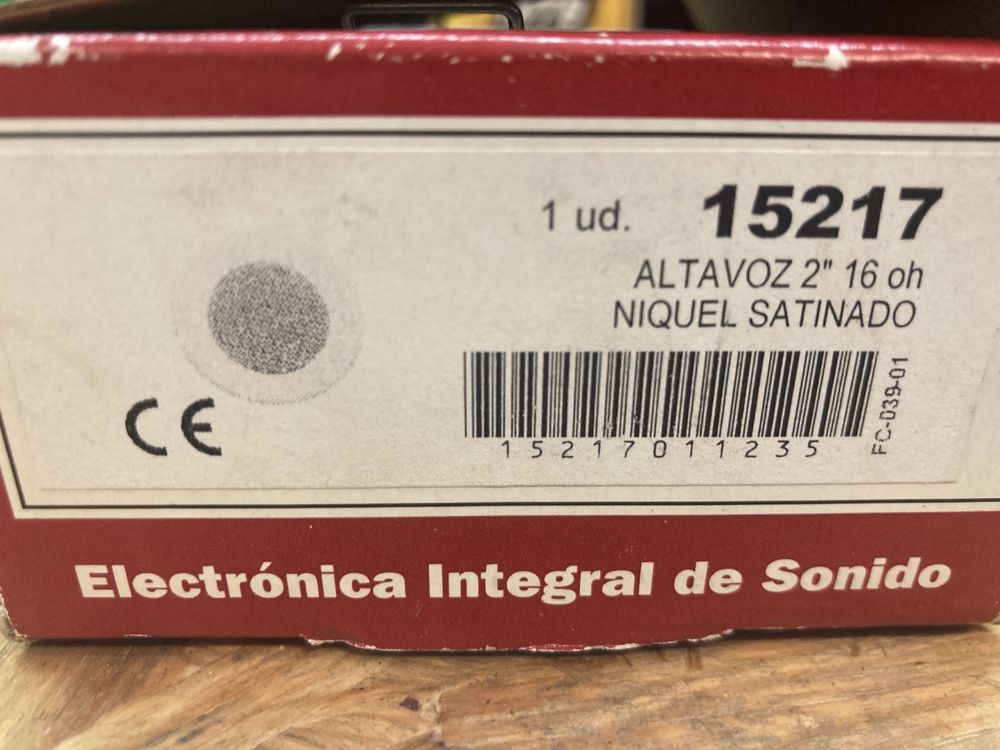 1 ud. 15217
ALTAVOZ 2" 16 oh
NIQUEL SATINADO
15217011235
FC-039-01
CE
Electrónica Integral de Sonido